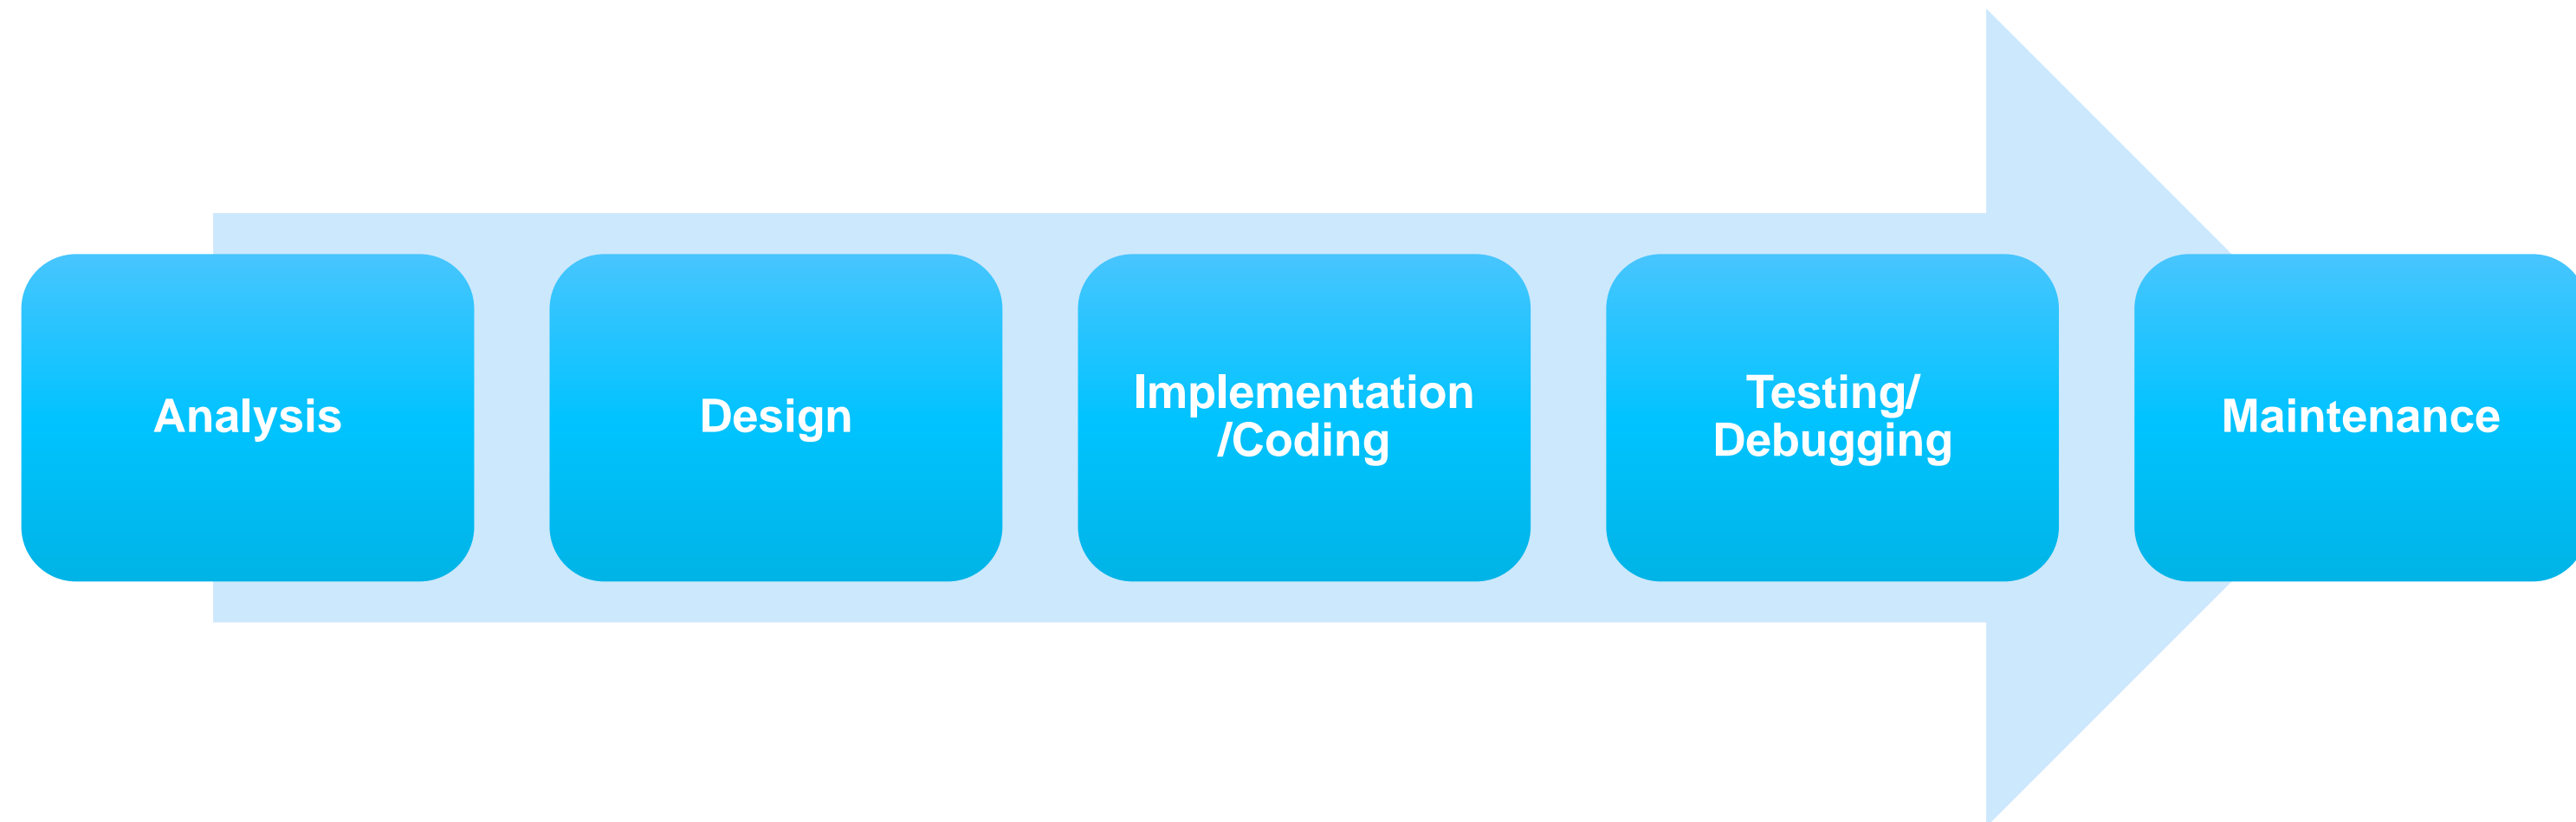 Analysis
Design
Implementation
/Coding
Testing/
Debugging
Maintenance